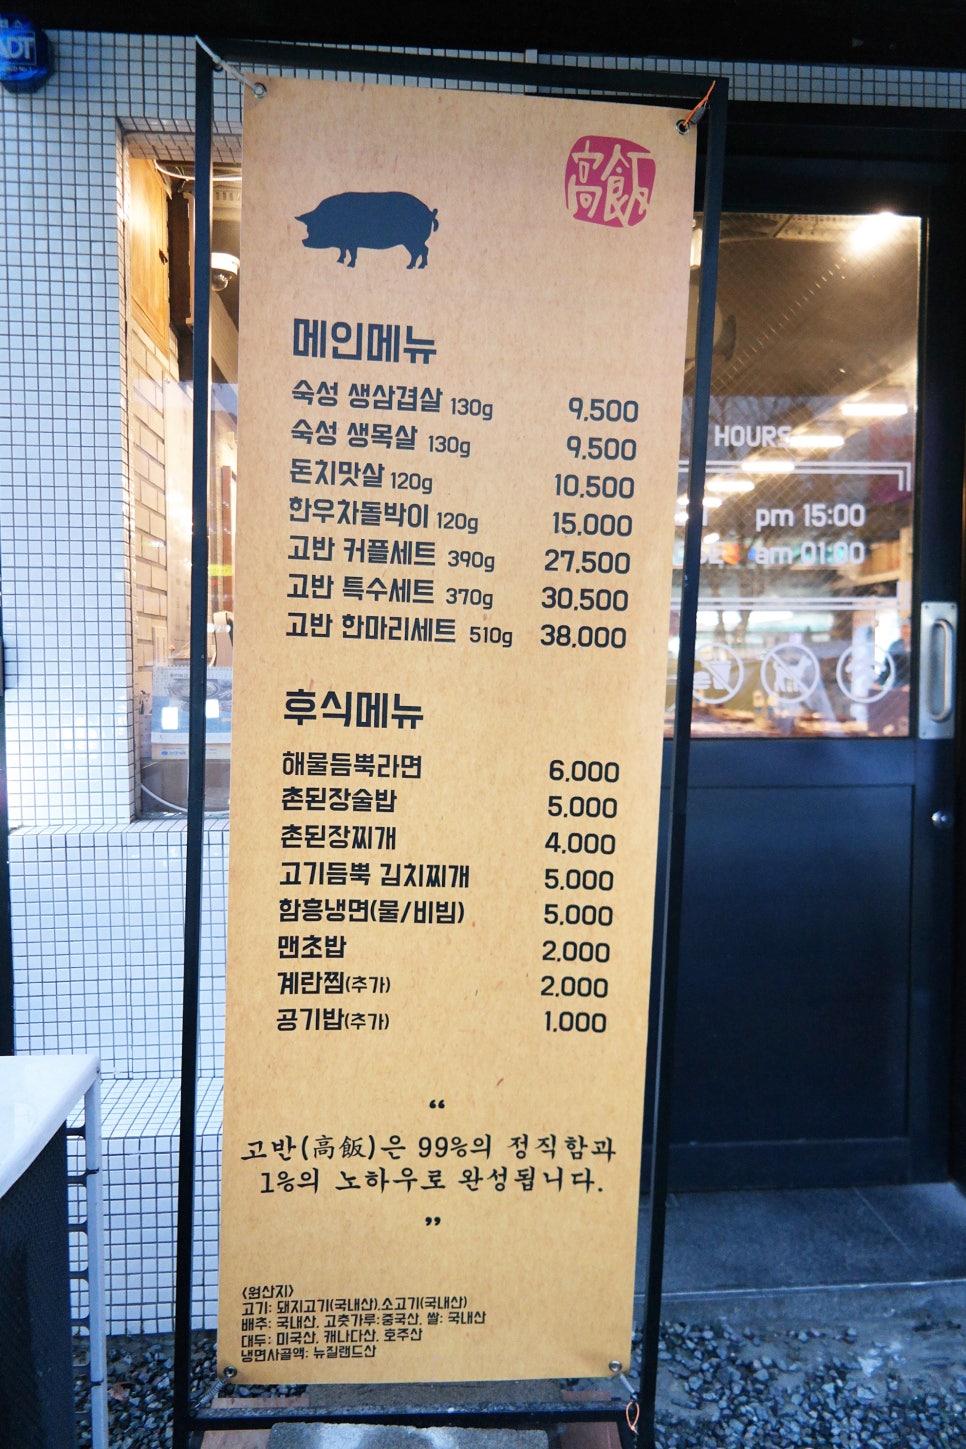 ADT
高飯
메인메뉴
숙성 생삼겹살 130g 9,500
숙성 생목살 130g 9,500
돈치맛살 120g 10,500
한우차돌박이 120g 15,000
고반 커플세트 390g 27,500
고반 특수세트 370g 30,500
고반 한마리세트 510g 38,000
후식메뉴
해물듬뿍라면 6,000
촌된장술밥 5,000
촌된장찌개 4,000
고기듬뿍 김치찌개 5,000
함흥냉면(물/비빔) 5,000
맨초밥 2,000
계란찜(추가) 2,000
공기밥(추가) 1,000
“
고반(高飯)은 99%의 정직함과
1%의 노하우로 완성됩니다.
”
<원산지>
고기: 돼지고기(국내산),소고기(국내산)
배추: 국내산, 고춧가루:중국산, 쌀: 국내산
대두: 미국산, 캐나다산, 호주산
냉면사골액: 뉴질랜드산
HOURS
pm 15:00
am 01:00